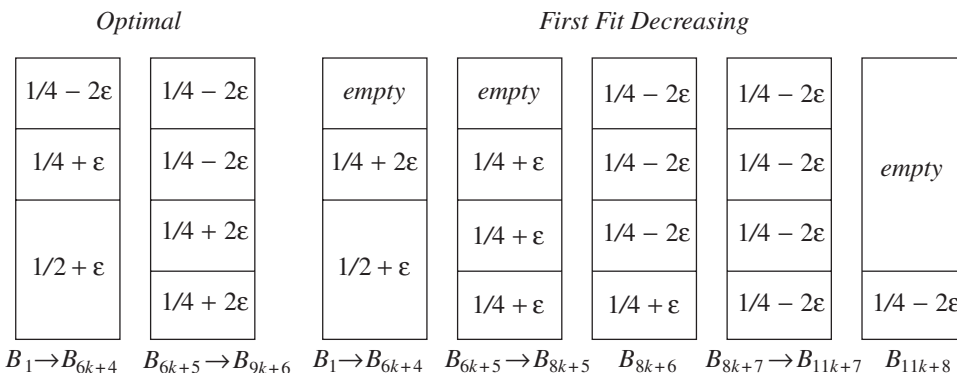 Optimal
First Fit Decreasing
1/4 – 2ε
1/4 + ε
1/2 + ε
B₁→B₆ₖ₊₄
1/4 – 2ε
1/4 – 2ε
1/4 + 2ε
1/4 + 2ε
B₆ₖ₊₅→B₉ₖ₊₆
empty
1/4 + 2ε
1/2 + ε
B₁→B₆ₖ₊₄
empty
1/4 + ε
1/4 + ε
1/4 + ε
B₆ₖ₊₅→B₈ₖ₊₅
1/4 – 2ε
1/4 – 2ε
1/4 – 2ε
1/4 + ε
B₈ₖ₊₆
1/4 – 2ε
1/4 – 2ε
1/4 – 2ε
1/4 – 2ε
B₈ₖ₊₇→B₁₁ₖ₊₇
empty
1/4 – 2ε
B₁₁ₖ₊₈